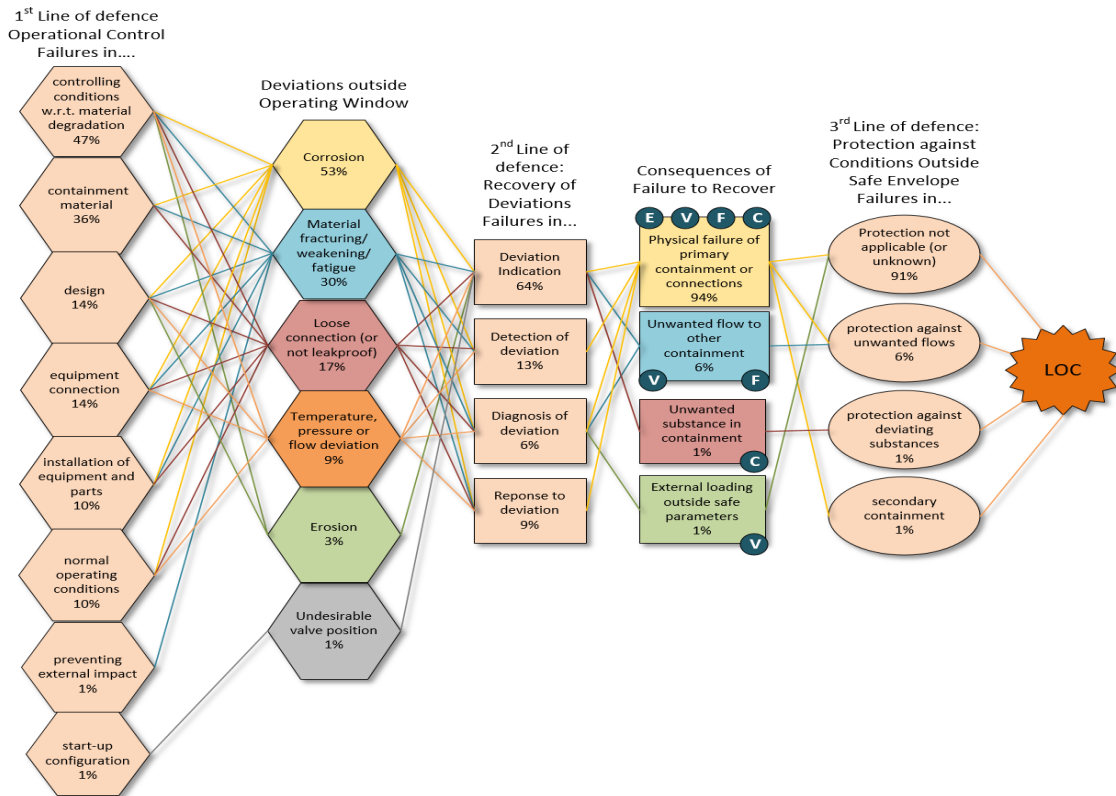 1st Line of defence
Operational Control
Failures in....
controlling
conditions
w.r.t. material
degradation
47%
containment
material
36%
design
14%
equipment
connection
14%
installation of
equipment and
parts
10%
normal
operating
conditions
10%
preventing
external impact
1%
start-up
configuration
1%
Deviations outside
Operating Window
Corrosion
53%
Material
fracturing/
weakening/
fatigue
30%
Loose
connection (or
not leakproof)
17%
Temperature,
pressure or
flow deviation
9%
Erosion
3%
Undesirable
valve position
1%
2nd Line of
defence:
Recovery of
Deviations
Failures in...
Deviation
Indication
64%
Detection of
deviation
13%
Diagnosis of
deviation
6%
Reponse to
deviation
9%
Consequences of
Failure to Recover
E V F C
Physical failure of
primary
containment or
connections
94%
Unwanted flow to
other
containment
6%
V F
Unwanted
substance in
containment
1%
C
External loading
outside safe
parameters
1%
V
3rd Line of defence:
Protection against
Conditions Outside
Safe Envelope
Failures in...
Protection not
applicable (or
unknown)
91%
protection against
unwanted flows
6%
protection against
deviating
substances
1%
secondary
containment
1%
LOC